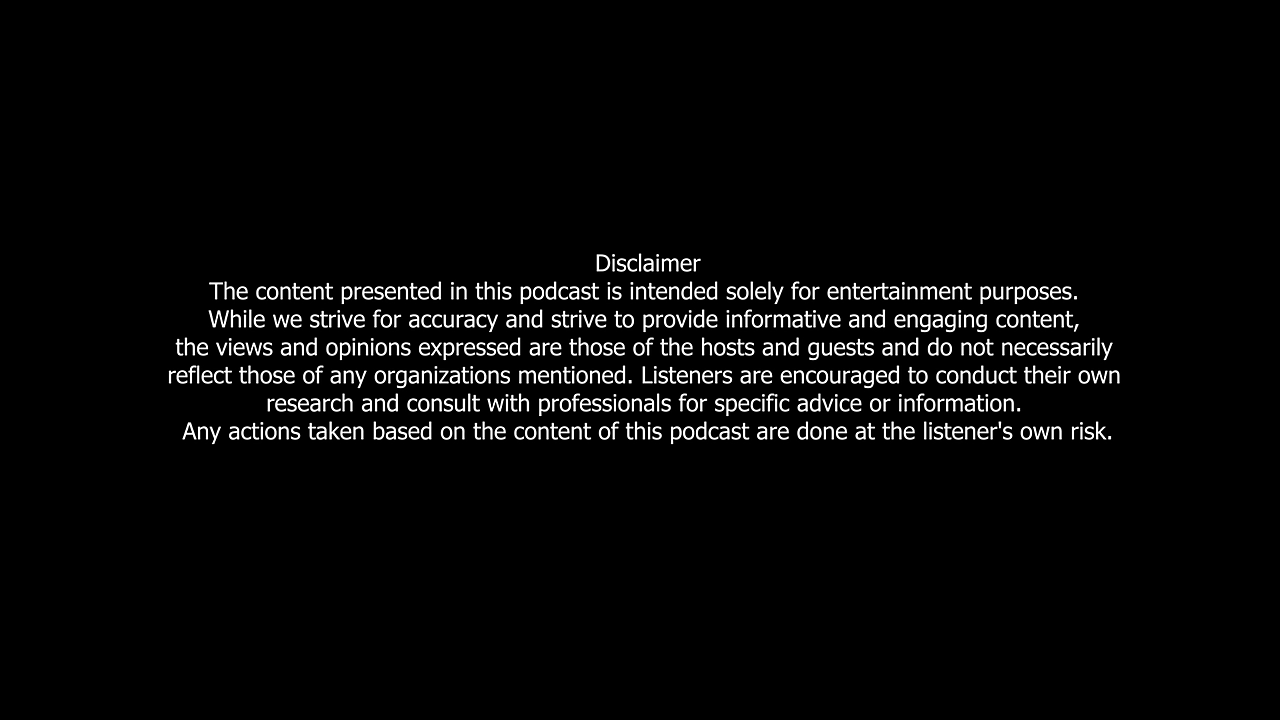 Disclaimer
The content presented in this podcast is intended solely for entertainment purposes.
While we strive for accuracy and strive to provide informative and engaging content,
the views and opinions expressed are those of the hosts and guests and do not necessarily
reflect those of any organizations mentioned. Listeners are encouraged to conduct their own
research and consult with professionals for specific advice or information.
Any actions taken based on the content of this podcast are done at the listener's own risk.